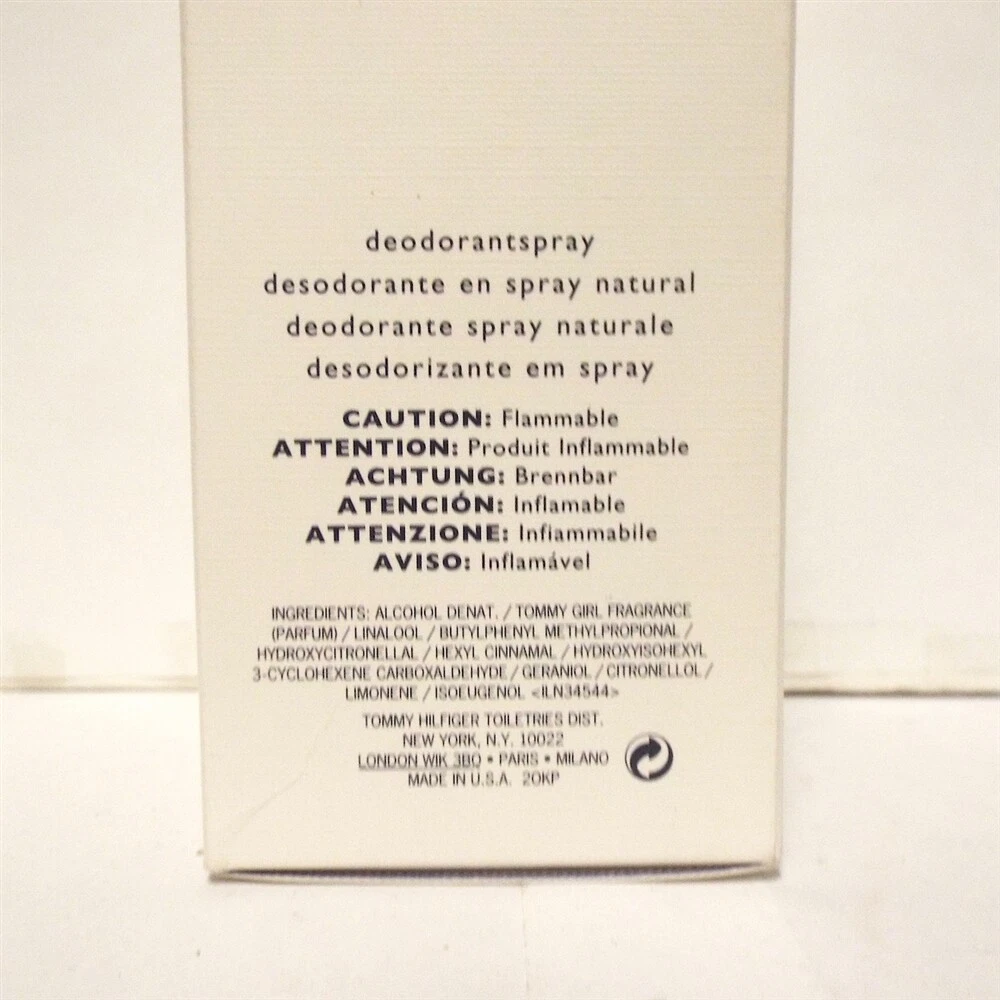 deodorantspray
desodorante en spray natural
deodorante spray naturale
desodorizante em spray
CAUTION: Flammable
ATTENTION: Produit Inflammable
ACHTUNG: Brennbar
ATENCIÓN: Inflamable
ATTENZIONE: Infiammabile
AVISO: Inflamável
INGREDIENTS: ALCOHOL DENAT. / TOMMY GIRL FRAGRANCE
(PARFUM) / LINALOOL / BUTYLPHENYL METHYLPROPIONAL /
HYDROXYCITRONELLAL / HEXYL CINNAMAL / HYDROXYISOHEXYL
3-CYCLOHEXENE CARBOXALDEHYDE / GERANIOL / CITRONELLOL /
LIMONENE / ISOEUGENOL <ILN34544>
TOMMY HILFIGER TOILETRIES DIST.
NEW YORK, N.Y. 10022
LONDON WIK 3BQ • PARIS • MILANO
MADE IN U.S.A. 2OKP